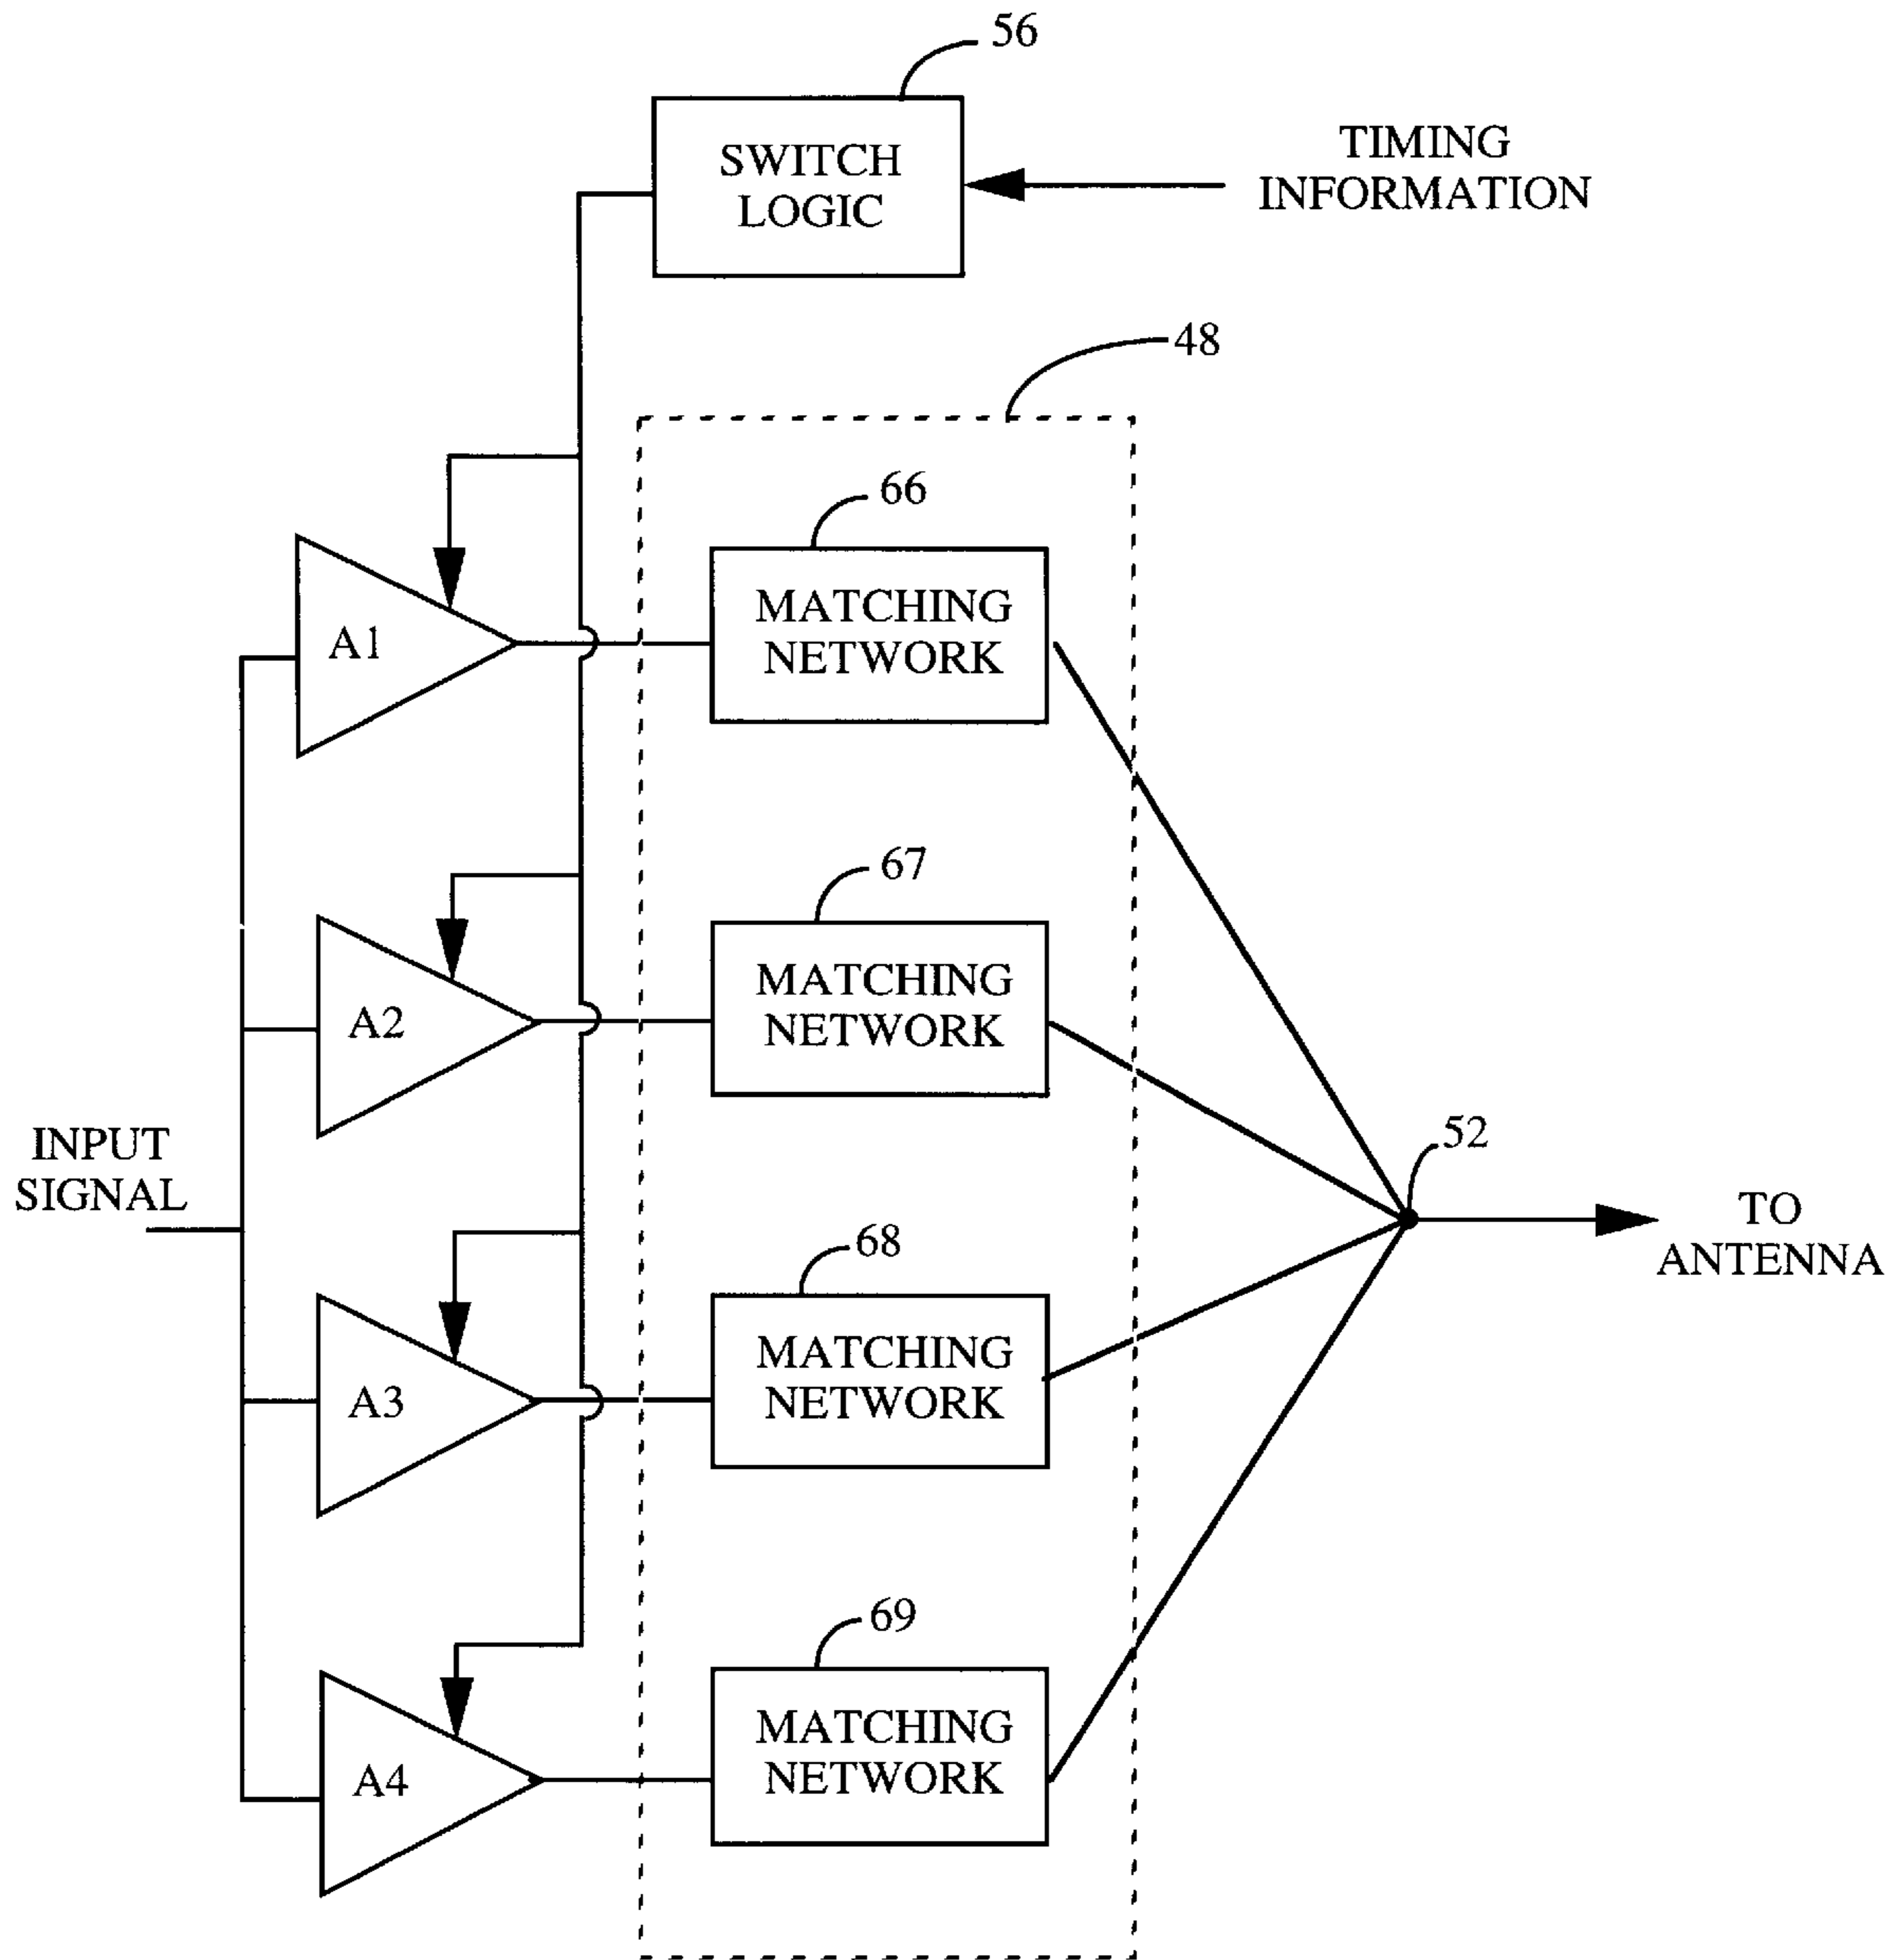 56
SWITCH
LOGIC
TIMING
INFORMATION
48
66
A1
MATCHING
NETWORK
67
A2
MATCHING
NETWORK
INPUT
SIGNAL
52
TO
ANTENNA
68
A3
MATCHING
NETWORK
69
A4
MATCHING
NETWORK